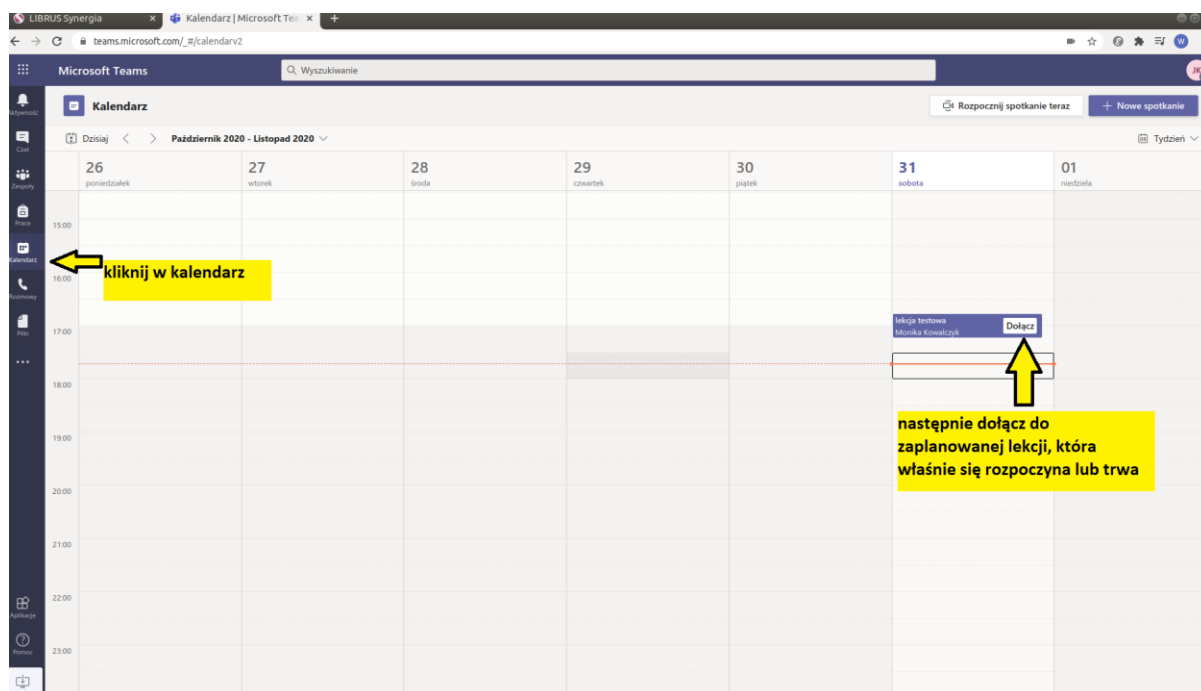 LIBRUS Synergia
Kalendarz | Microsoft Tea
teams.microsoft.com/_#/calendarv2
W
Microsoft Teams
Wyszukiwanie
JK
Aktywność
Kalendarz
Rozpocznij spotkanie teraz
+ Nowe spotkanie
Czat
Dzisiaj
Październik 2020 - Listopad 2020
Tydzień
Zespoły
26
poniedziałek
27
wtorek
28
środa
29
czwartek
30
piątek
31
sobota
01
niedziela
Prace
15:00
Kalendarz
kliknij w kalendarz
16:00
Rozmowy
Pliki
17:00
lekcja testowa
Monika Kowalczyk
Dołącz
18:00
następnie dołącz do
zaplanowanej lekcji, która
właśnie się rozpoczyna lub trwa
19:00
20:00
21:00
22:00
Aplikacje
Pomoc
23:00